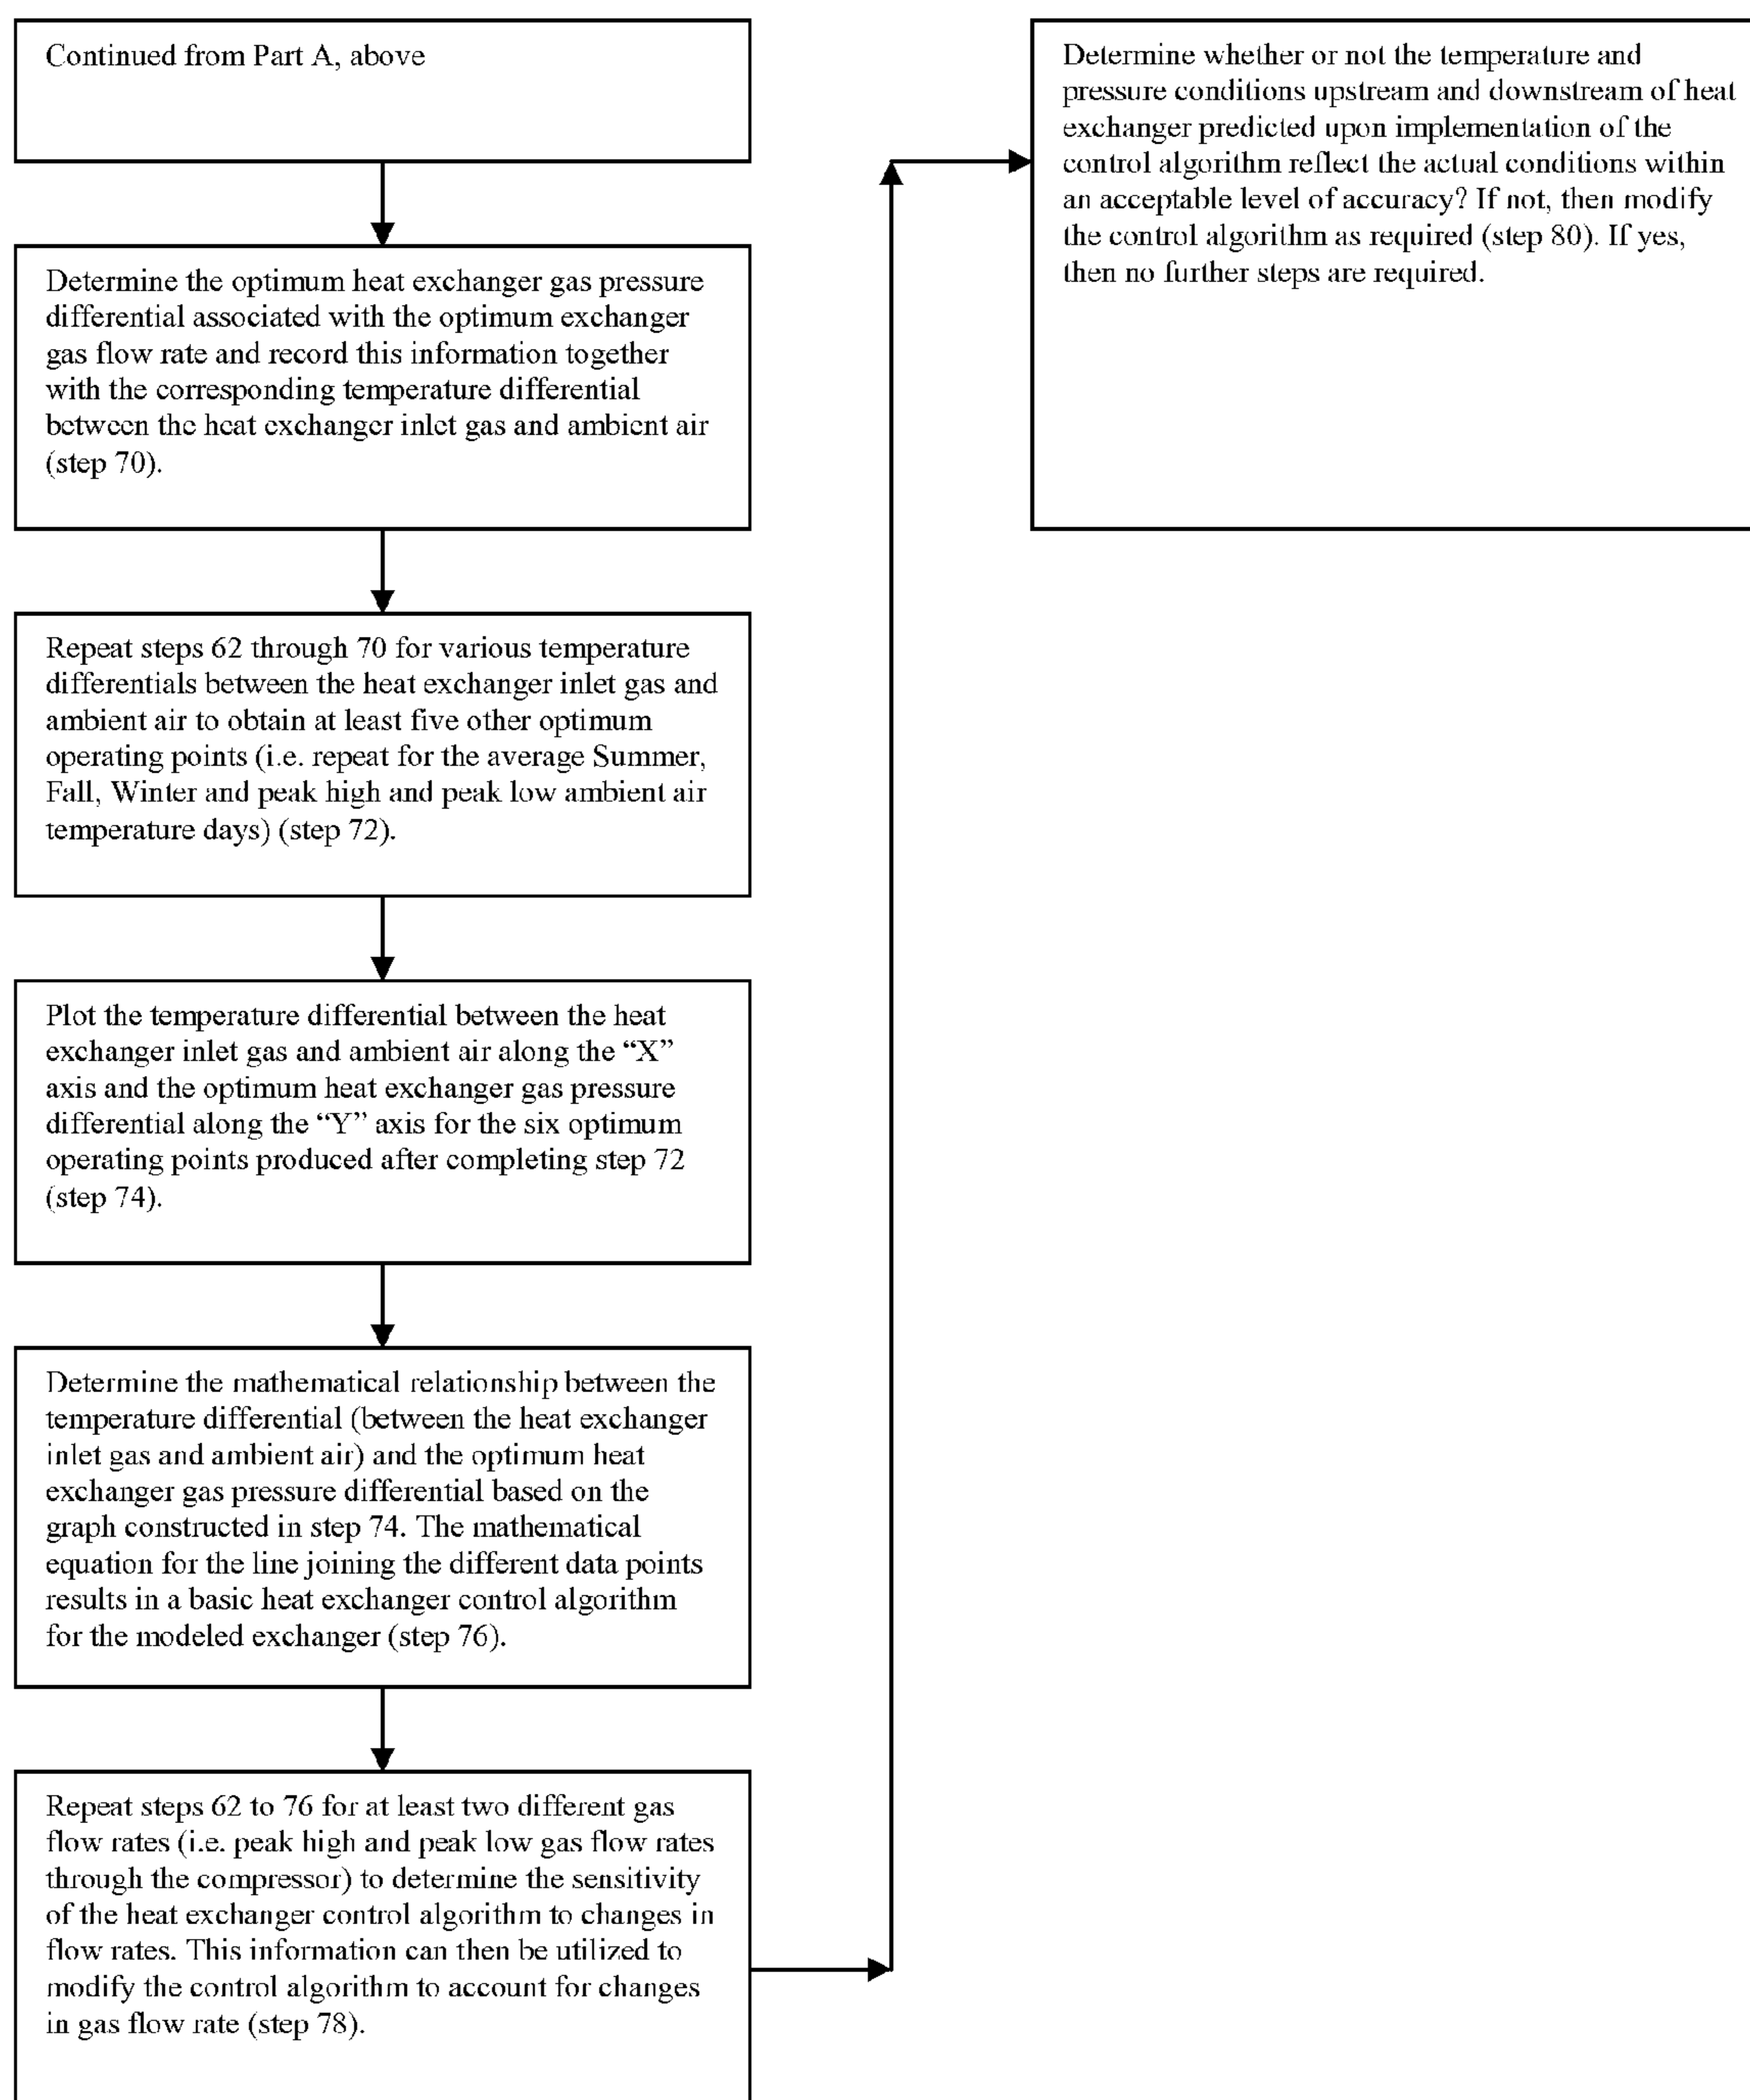 Continued from Part A, above
Determine the optimum heat exchanger gas pressure
differential associated with the optimum exchanger
gas flow rate and record this information together
with the corresponding temperature differential
between the heat exchanger inlet gas and ambient air
(step 70).
Repeat steps 62 through 70 for various temperature
differentials between the heat exchanger inlet gas and
ambient air to obtain at least five other optimum
operating points (i.e. repeat for the average Summer,
Fall, Winter and peak high and peak low ambient air
temperature days) (step 72).
Plot the temperature differential between the heat
exchanger inlet gas and ambient air along the “X”
axis and the optimum heat exchanger gas pressure
differential along the “Y” axis for the six optimum
operating points produced after completing step 72
(step 74).
Determine the mathematical relationship between the
temperature differential (between the heat exchanger
inlet gas and ambient air) and the optimum heat
exchanger gas pressure differential based on the
graph constructed in step 74. The mathematical
equation for the line joining the different data points
results in a basic heat exchanger control algorithm
for the modeled exchanger (step 76).
Repeat steps 62 to 76 for at least two different gas
flow rates (i.e. peak high and peak low gas flow rates
through the compressor) to determine the sensitivity
of the heat exchanger control algorithm to changes in
flow rates. This information can then be utilized to
modify the control algorithm to account for changes
in gas flow rate (step 78).
Determine whether or not the temperature and
pressure conditions upstream and downstream of heat
exchanger predicted upon implementation of the
control algorithm reflect the actual conditions within
an acceptable level of accuracy? If not, then modify
the control algorithm as required (step 80). If yes,
then no further steps are required.